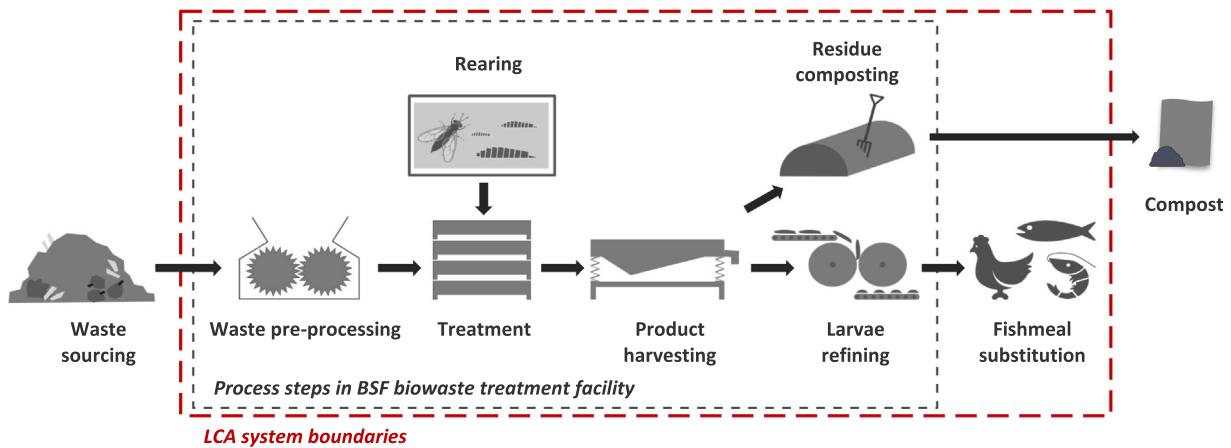 Residue
composting
Rearing
Compost
Waste
sourcing
Waste pre-processing
Treatment
Product
harvesting
Larvae
refining
Fishmeal
substitution
Process steps in BSF biowaste treatment facility
LCA system boundaries